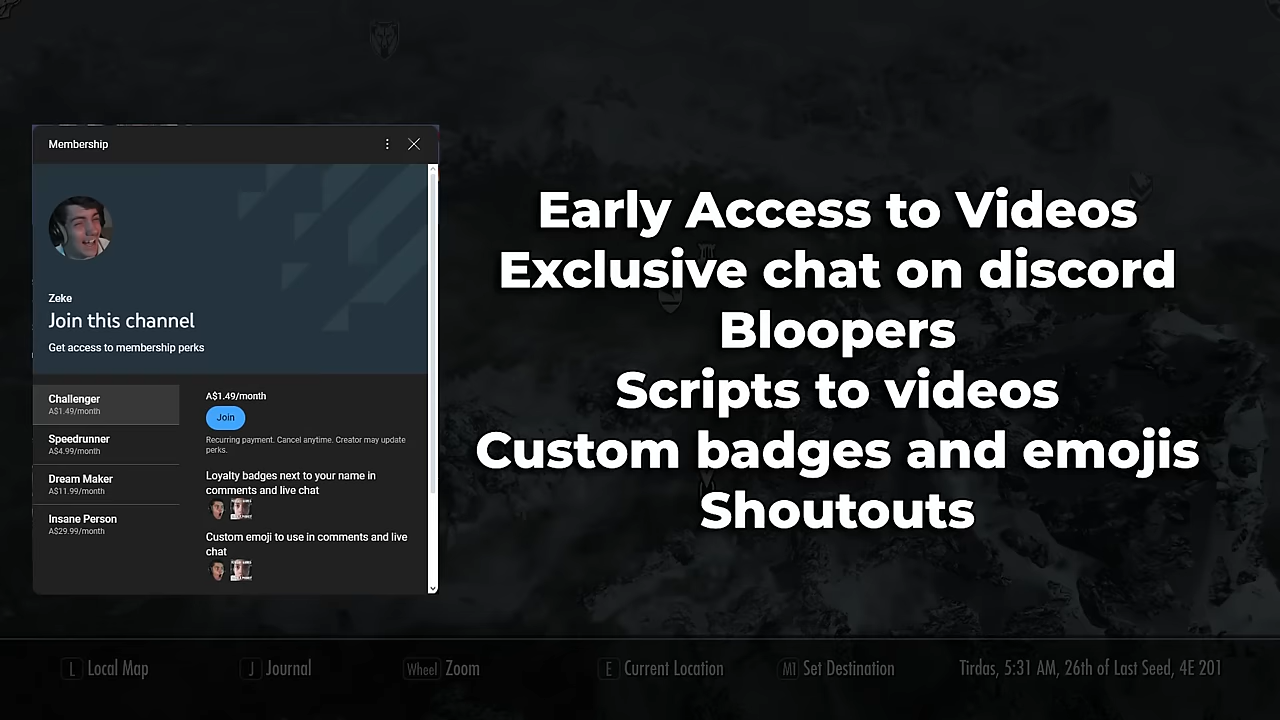 Membership
Zeke
Join this channel
Get access to membership perks
Challenger
A$1.49/month
Speedrunner
A$4.99/month
Dream Maker
A$11.99/month
Insane Person
A$29.99/month
A$1.49/month
Join
Recurring payment. Cancel anytime. Creator may update
perks.
Loyalty badges next to your name in
comments and live chat
Custom emoji to use in comments and live
chat
Early Access to Videos
Exclusive chat on discord
Bloopers
Scripts to videos
Custom badges and emojis
Shoutouts
L Local Map
J Journal
Wheel Zoom
E Current Location
M1 Set Destination
Tirdas, 5:31 AM, 26th of Last Seed, 4E 201